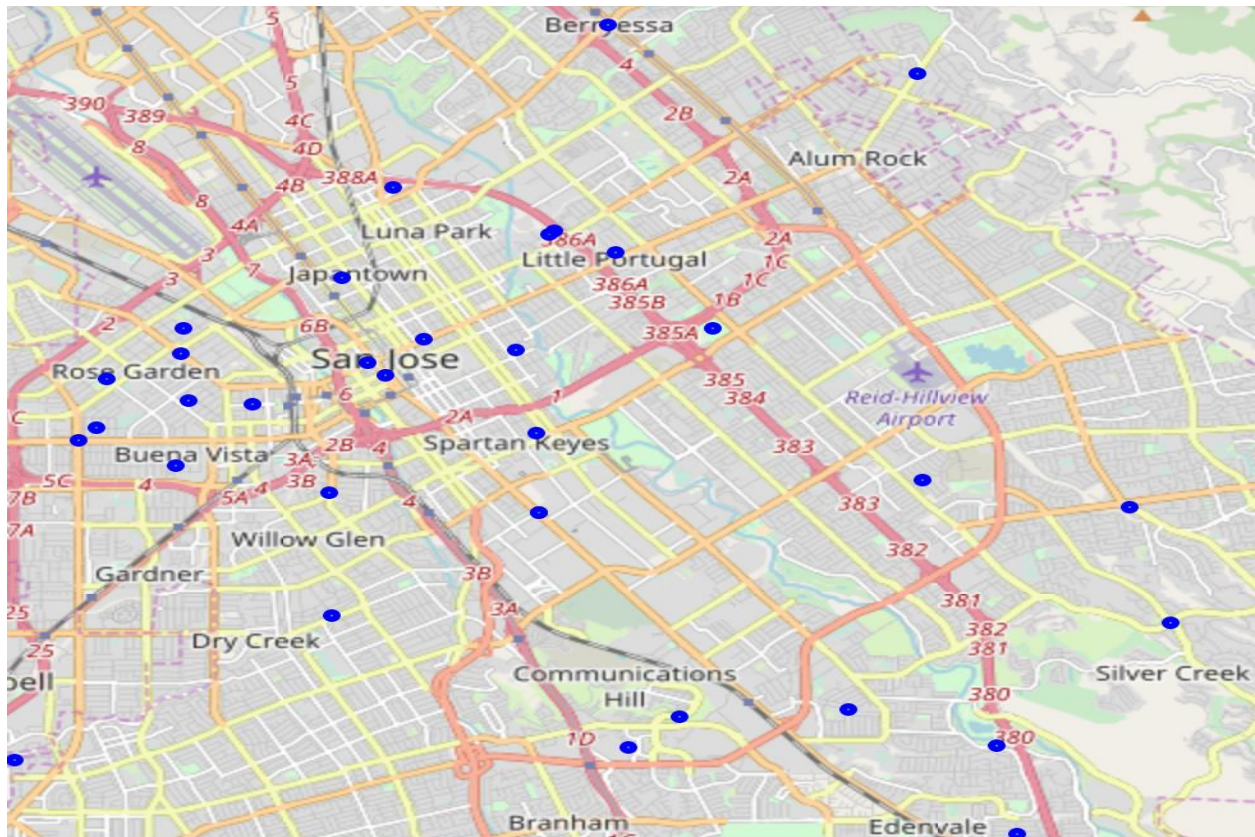 5
Berryessa
4
5
390
389
4C
2B
8
4D
Alum Rock
388A
4B
2A
8
4A
Luna Park
386A
2A
3
7
Little Portugal
1C
3
Japantown
386A
1C
385B
1B
2
6B
385A
San Jose
Rose Garden
385
6
384
Reid-Hillview
Airport
C
1
2A
2B
4
Spartan Keyes
383
Buena Vista
3A
5C
4
4
3B
5A
7B
4
383
7A
Willow Glen
382
Gardner
3B
381
25
3A
382
Dry Creek
381
25
Communications
Hill
Silver Creek
380
1D
380
Branham
Edenvale